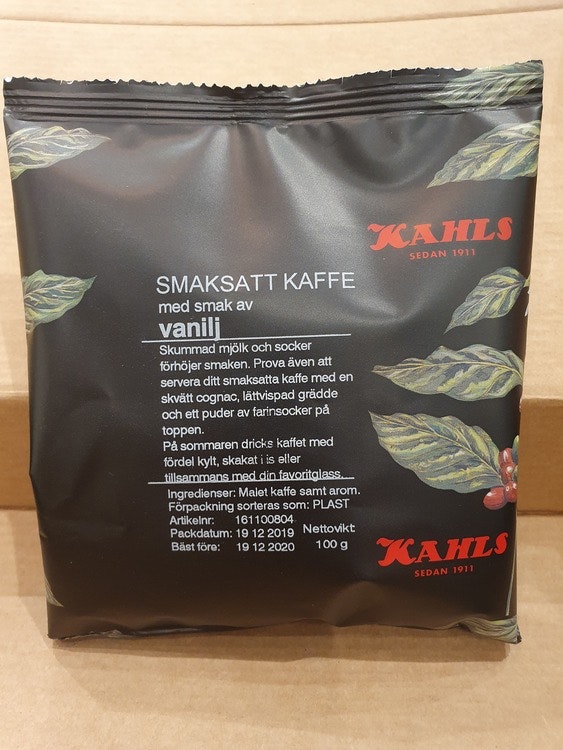 KAHLS
SEDAN 1911
SMAKSATT KAFFE
med smak av
vanilj
Skummad mjölk och socker
förhöjer smaken. Prova även att
servera ditt smaksatta kaffe med en
skvätt cognac, lättvispad grädde
och ett puder av farinsocker på
toppen.
På sommaren dricks kaffet med
fördel kylt, skakat i is eller
tillsammans med din favoritglass.
Ingredienser: Malet kaffe samt arom.
Förpackning sorteras som: PLAST
Artikelnr: 161100804
Packdatum: 19 12 2019 Nettovikt:
Bäst före: 19 12 2020 100 g
KAHLS
SEDAN 1911